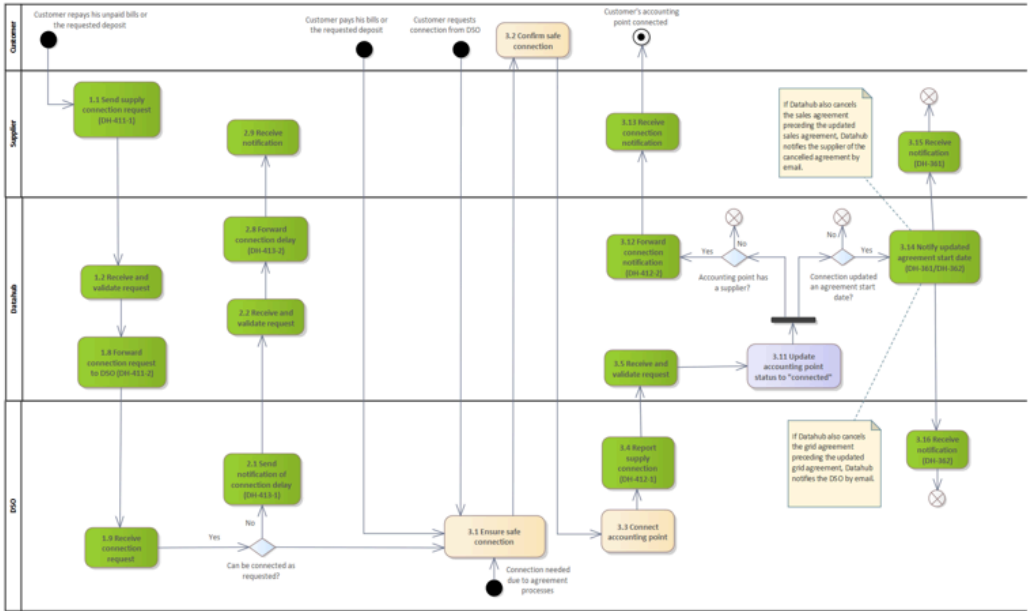 Customer
Customer repays his unpaid bills or
the requested deposit
Customer pays his bills or
the requested deposit
Customer requests
connection from DSO
3.2 Confirm safe
connection
Customer's accounting
point connected
Supplier
1.1 Send supply
connection request
(DH-411-1)
2.9 Receive
notification
3.13 Receive
connection
notification
If Datahub also cancels
the sales agreement
preceding the updated
sales agreement, Datahub
notifies the supplier of the
cancelled agreement by
email.
3.15 Receive
notification
(DH-361)
Datahub
1.2 Receive and
validate request
1.8 Forward
connection request
to DSO (DH-411-2)
2.8 Forward
connection delay
(DH-413-2)
2.2 Receive and
validate request
3.12 Forward
connection
notification
(DH-412-2)
Yes
No
Accounting point has
a supplier?
No
Yes
Connection updated
an agreement start
date?
3.14 Notify updated
agreement start date
(DH-361/DH-362)
3.5 Receive and
validate request
3.11 Update
accounting point
status to "connected"
DSO
1.9 Receive
connection
request
Yes
No
Can be connected as
requested?
2.1 Send
notification of
connection delay
(DH-413-1)
3.1 Ensure safe
connection
Connection needed
due to agreement
processes
3.4 Report
supply
connection
(DH-412-1)
3.3 Connect
accounting point
If Datahub also cancels
the grid agreement
preceding the updated
grid agreement, Datahub
notifies the DSO by email.
3.16 Receive
notification
(DH-362)